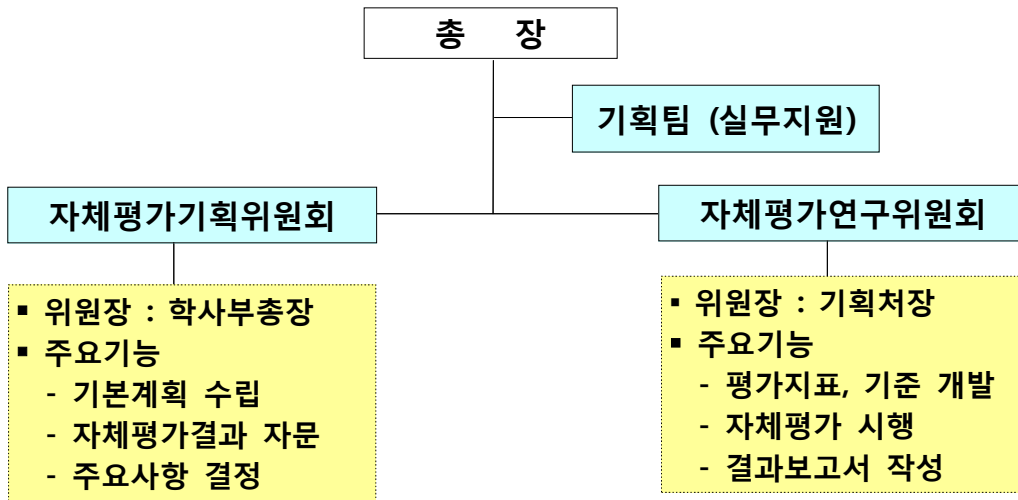 총 장
기획팀 (실무지원)
자체평가기획위원회
자체평가연구위원회
▪ 위원장 : 학사부총장
▪ 주요기능
- 기본계획 수립
- 자체평가결과 자문
- 주요사항 결정
▪ 위원장 : 기획처장
▪ 주요기능
- 평가지표, 기준 개발
- 자체평가 시행
- 결과보고서 작성